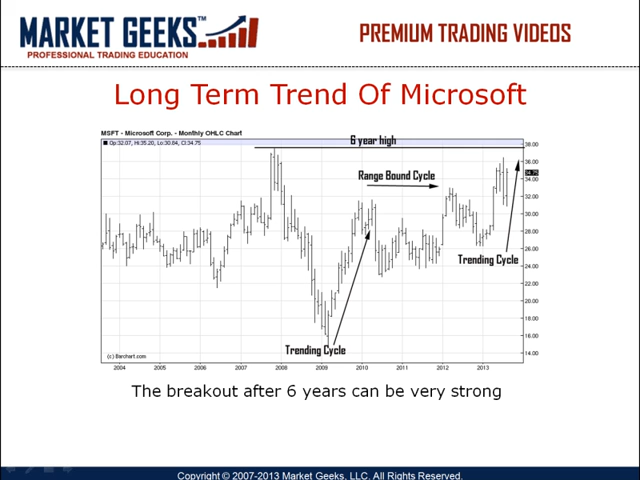 MARKET GEEKS™
PROFESSIONAL TRADING EDUCATION
PREMIUM TRADING VIDEOS
Long Term Trend Of Microsoft
MSFT - Microsoft Corp. - Monthly OHLC Chart
Op:32.07, Hi:35.20, Lo:30.84, Cl:34.75
6 year high
38.00
36.00
Range Bound Cycle
34.75
32.00
30.00
28.00
26.00
Trending Cycle
24.00
22.00
20.00
18.00
16.00
Trending Cycle
14.00
(c) Barchart.com
2004 2005 2006 2007 2008 2009 2010 2011 2012 2013
The breakout after 6 years can be very strong
Copyright © 2007-2013 Market Geeks, LLC. All Rights Reserved.